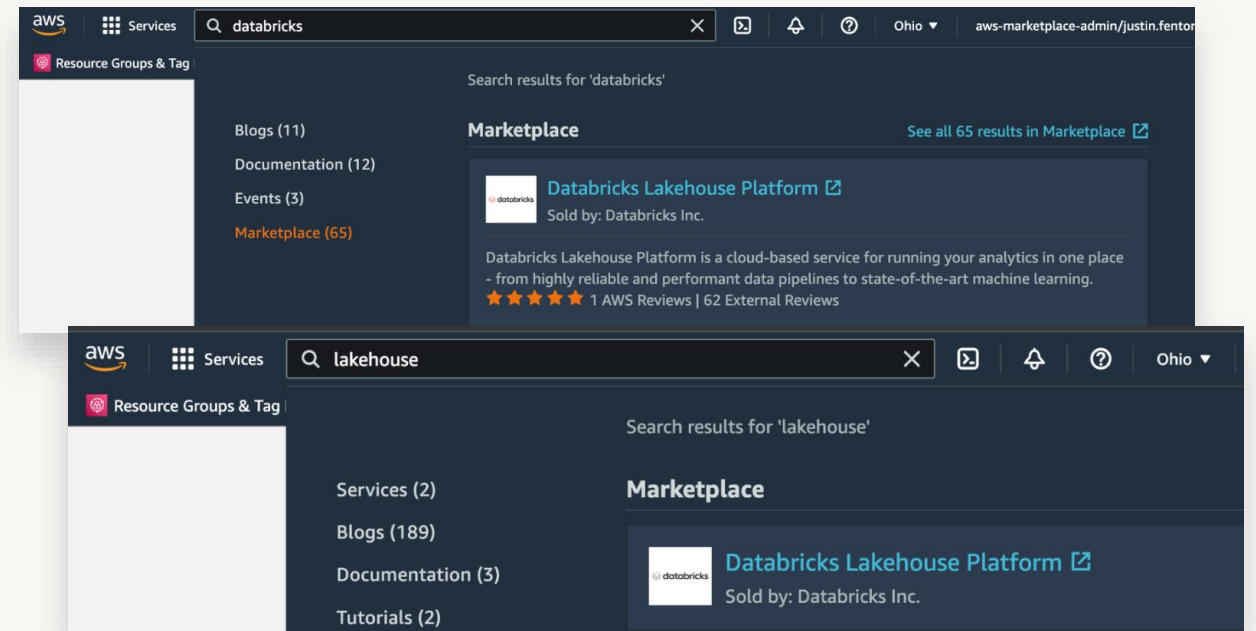 aws Services databricks Ohio aws-marketplace-admin/justin.fentor
Resource Groups & Tag
Search results for 'databricks'
Blogs (11)
Documentation (12)
Events (3)
Marketplace (65)
Marketplace See all 65 results in Marketplace
databricks
Databricks Lakehouse Platform
Sold by: Databricks Inc.
Databricks Lakehouse Platform is a cloud-based service for running your analytics in one place
- from highly reliable and performant data pipelines to state-of-the-art machine learning.
1 AWS Reviews | 62 External Reviews
aws Services lakehouse Ohio
Resource Groups & Tag
Search results for 'lakehouse'
Services (2)
Blogs (189)
Documentation (3)
Tutorials (2)
Marketplace
databricks
Databricks Lakehouse Platform
Sold by: Databricks Inc.